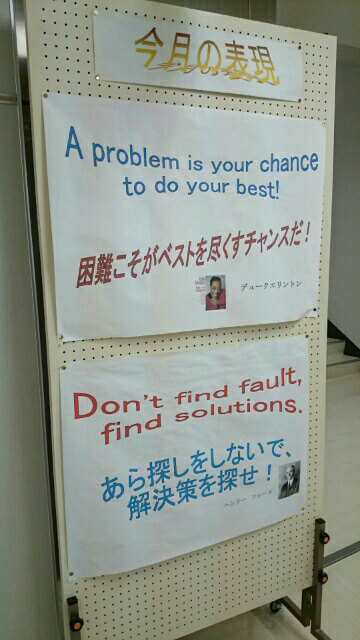 今月の表現
A problem is your chance
to do your best!
困難こそがベストを尽くすチャンスだ！
デュークエリントン
Don't find fault,
find solutions.
あら探しをしないで、
解決策を探せ！
ヘンリー フォード